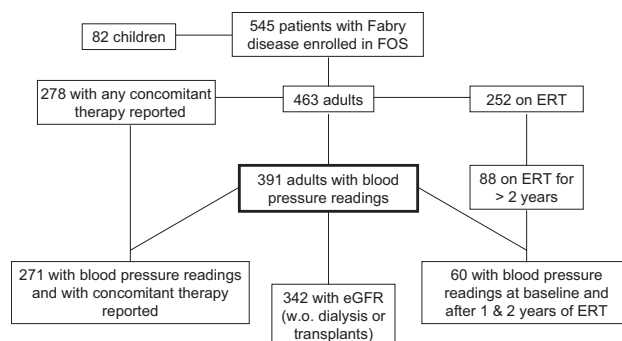 82 children
545 patients with Fabry
disease enrolled in FOS
278 with any concomitant
therapy reported
463 adults
252 on ERT
391 adults with blood
pressure readings
88 on ERT for
> 2 years
271 with blood pressure readings
and with concomitant therapy
reported
342 with eGFR
(w.o. dialysis or
transplants)
60 with blood pressure
readings at baseline and
after 1 & 2 years of ERT